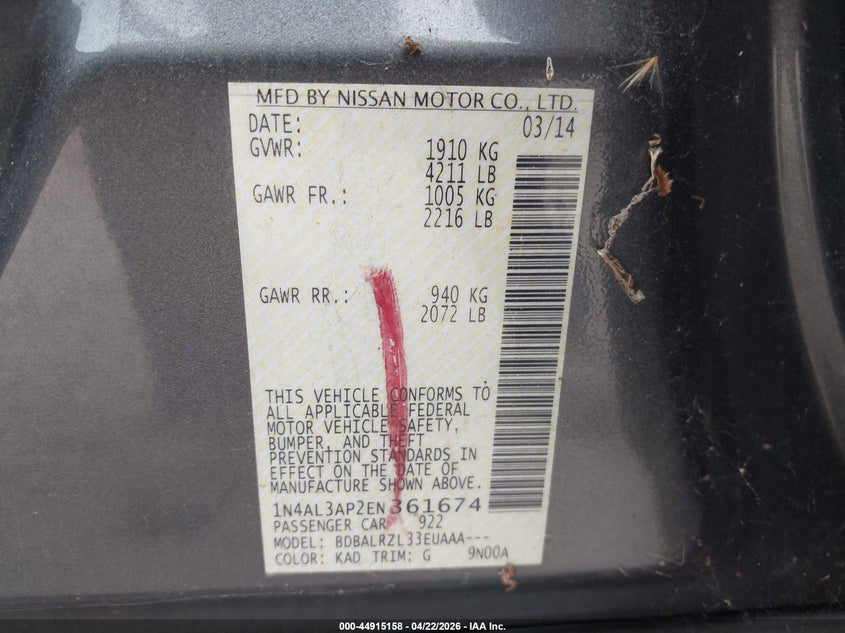 MFD BY NISSAN MOTOR CO., LTD.
DATE: 03/14
GVWR: 1910 KG
4211 LB
GAWR FR.: 1005 KG
2216 LB
GAWR RR.: 940 KG
2072 LB
THIS VEHICLE CONFORMS TO
ALL APPLICABLE FEDERAL
MOTOR VEHICLE SAFETY,
BUMPER, AND THEFT
PREVENTION STANDARDS IN
EFFECT ON THE DATE OF
MANUFACTURE SHOWN ABOVE.
1N4AL3AP2EN361674
PASSENGER CAR 922
MODEL: BDBALRZL33EUAAA---
COLOR: KAD TRIM: G 9N00A
000-44915158 - 04/22/2026 - IAA Inc.